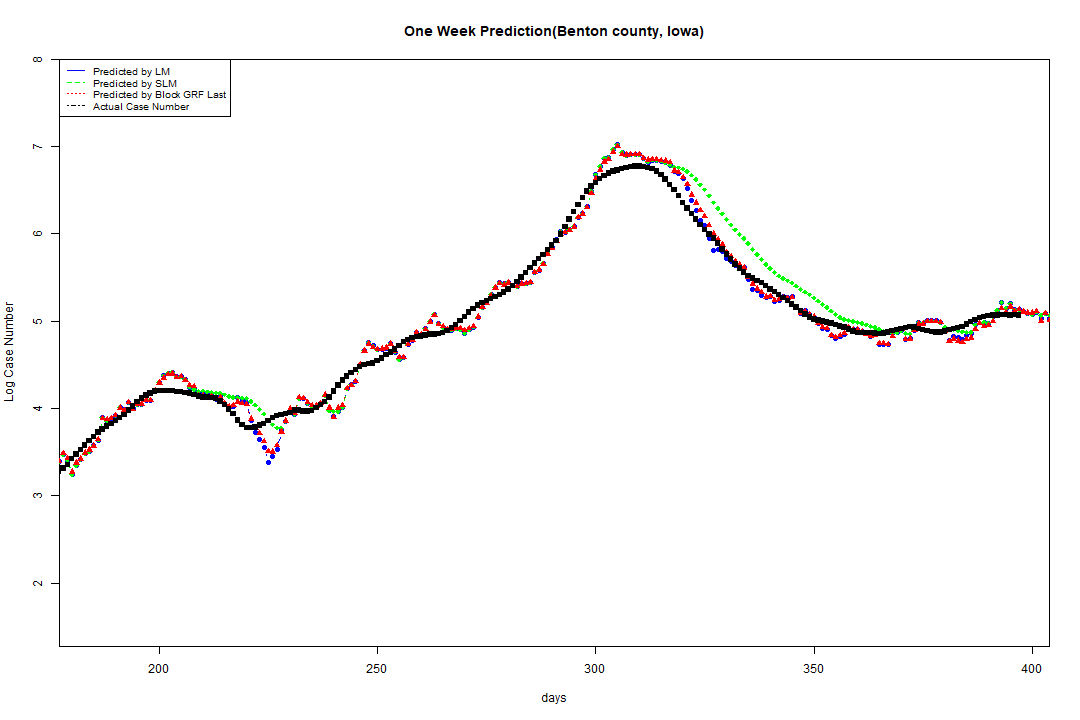 One Week Prediction(Benton county, Iowa)
Predicted by LM
Predicted by SLM
Predicted by Block GRF Last
Actual Case Number
8
7
6
5
4
3
2
Log Case Number
200 250 300 350 400
days